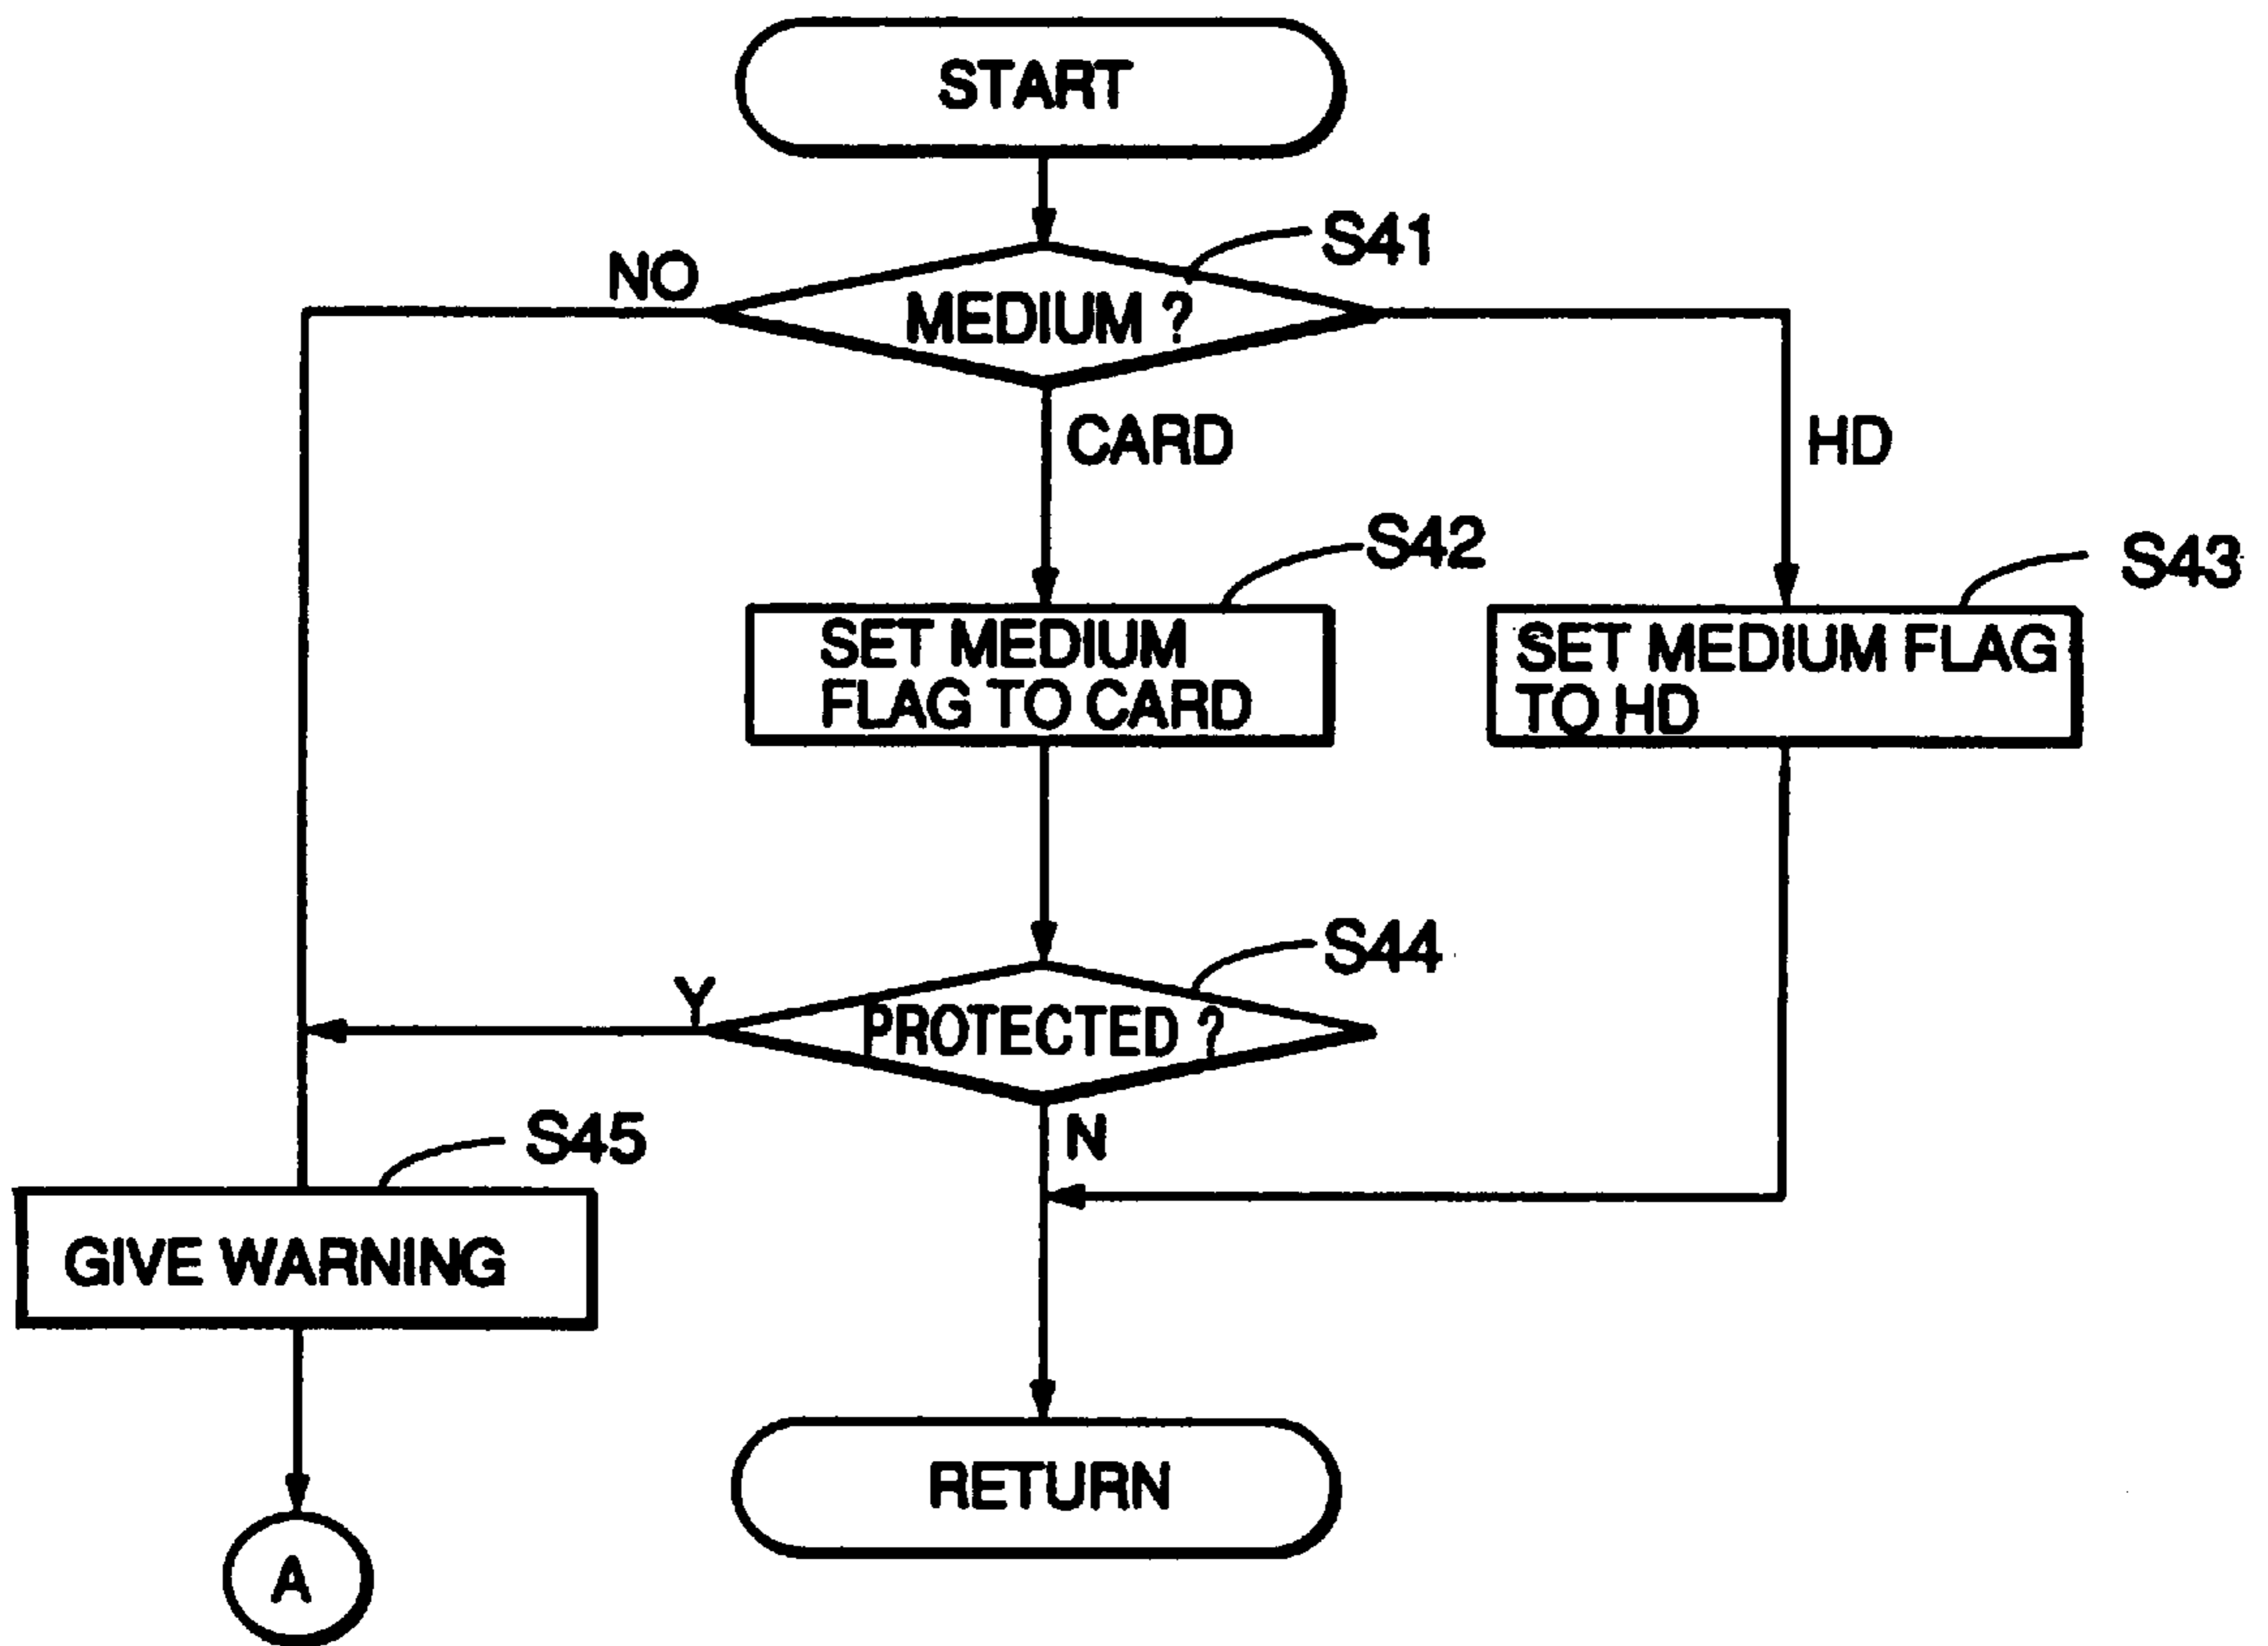 START
S41
NO
MEDIUM ?
CARD
HD
S42
S43
SET MEDIUM
FLAG TO CARD
SET MEDIUM FLAG
TO HD
S44
Y
PROTECTED ?
N
S45
GIVE WARNING
RETURN
A